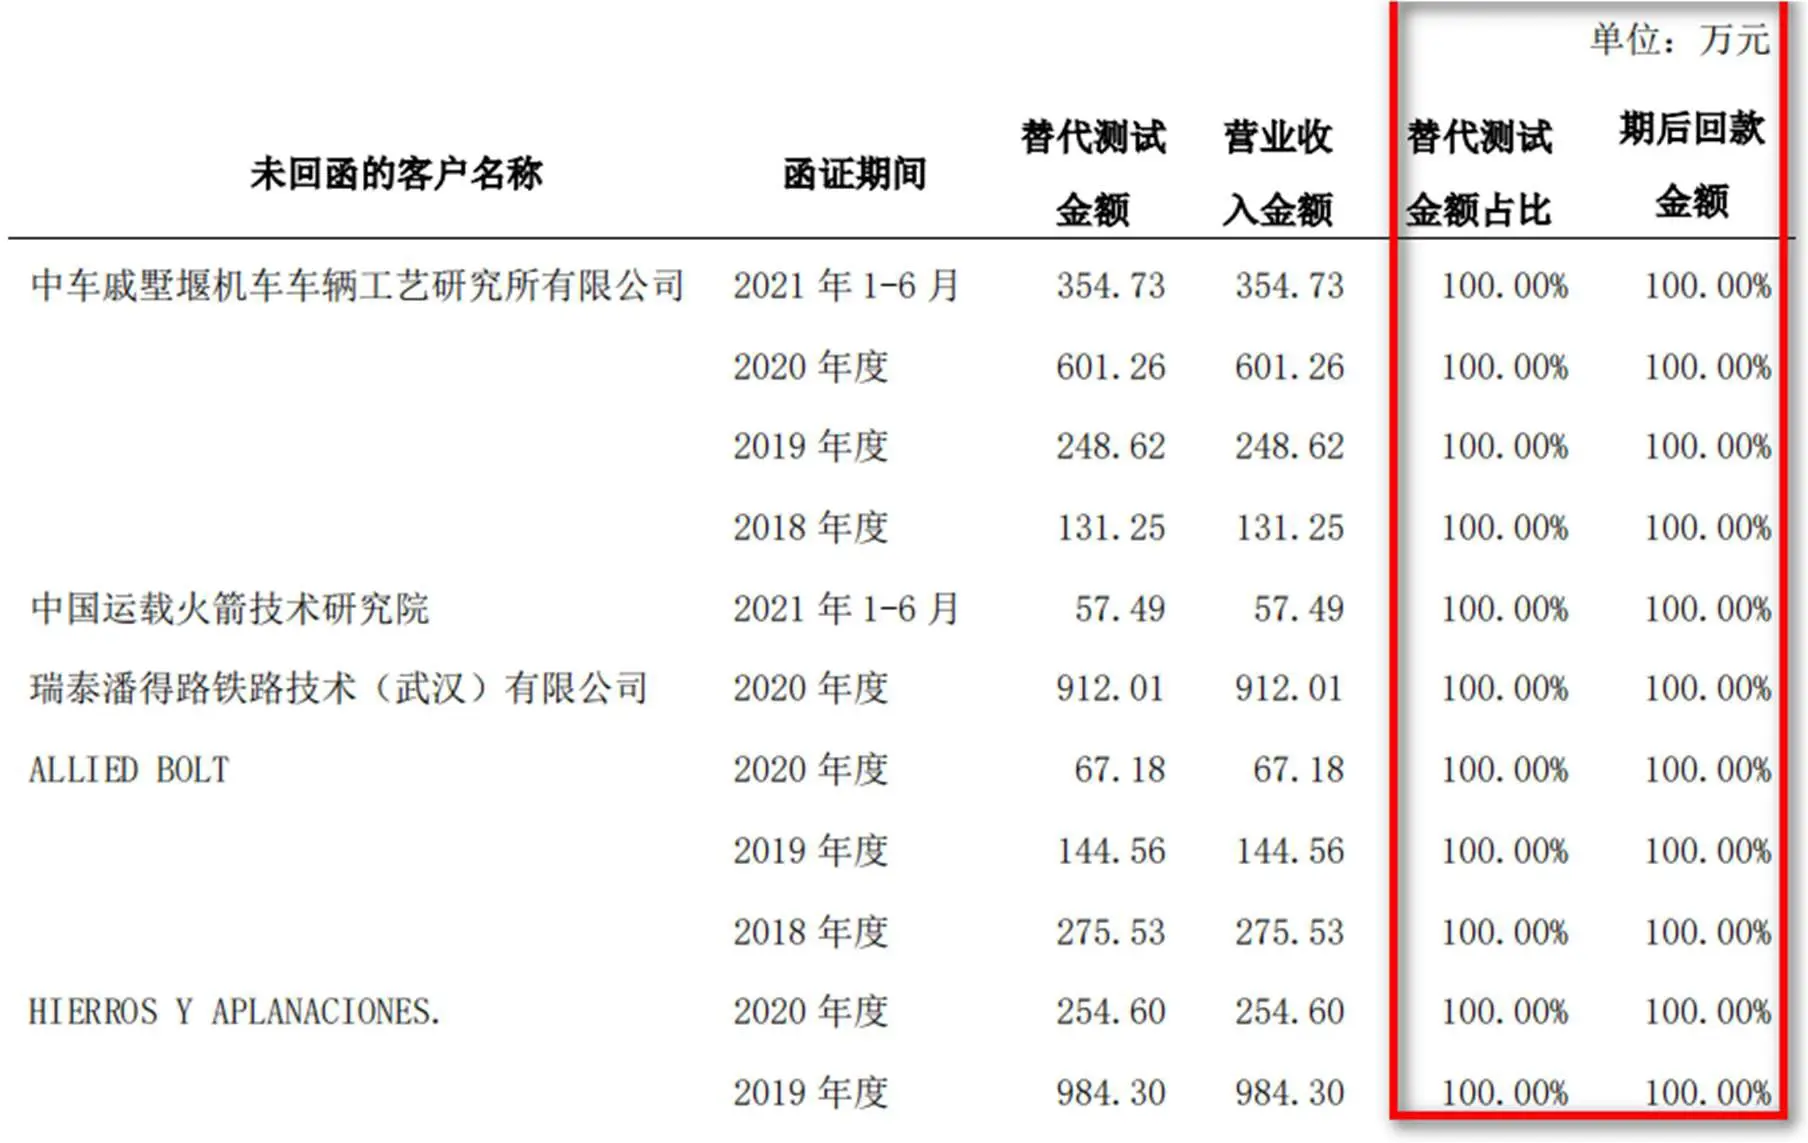 单位：万元
未回函的客户名称 函证期间 替代测试金额 营业收入金额 替代测试金额占比 期后回款金额
中车戚墅堰机车车辆工艺研究所有限公司 2021 年 1-6 月 354.73 354.73 100.00% 100.00%
2020 年度 601.26 601.26 100.00% 100.00%
2019 年度 248.62 248.62 100.00% 100.00%
2018 年度 131.25 131.25 100.00% 100.00%
中国运载火箭技术研究院 2021 年 1-6 月 57.49 57.49 100.00% 100.00%
瑞泰潘得路铁路技术（武汉）有限公司 2020 年度 912.01 912.01 100.00% 100.00%
ALLIED BOLT 2020 年度 67.18 67.18 100.00% 100.00%
2019 年度 144.56 144.56 100.00% 100.00%
2018 年度 275.53 275.53 100.00% 100.00%
HIERROS Y APLANACIONES. 2020 年度 254.60 254.60 100.00% 100.00%
2019 年度 984.30 984.30 100.00% 100.00%